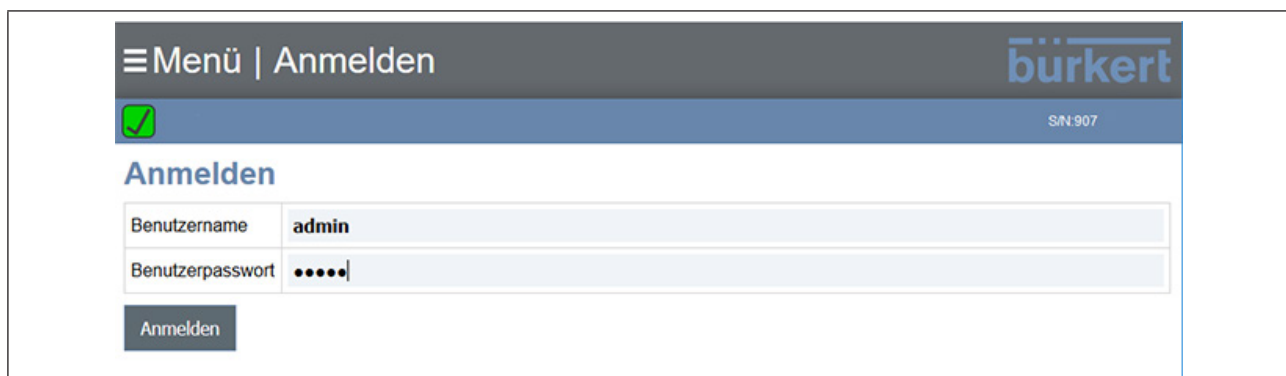 ☰Menü | Anmelden
bürkert
S/N:907
Anmelden
Benutzername admin
Benutzerpasswort •••••
Anmelden